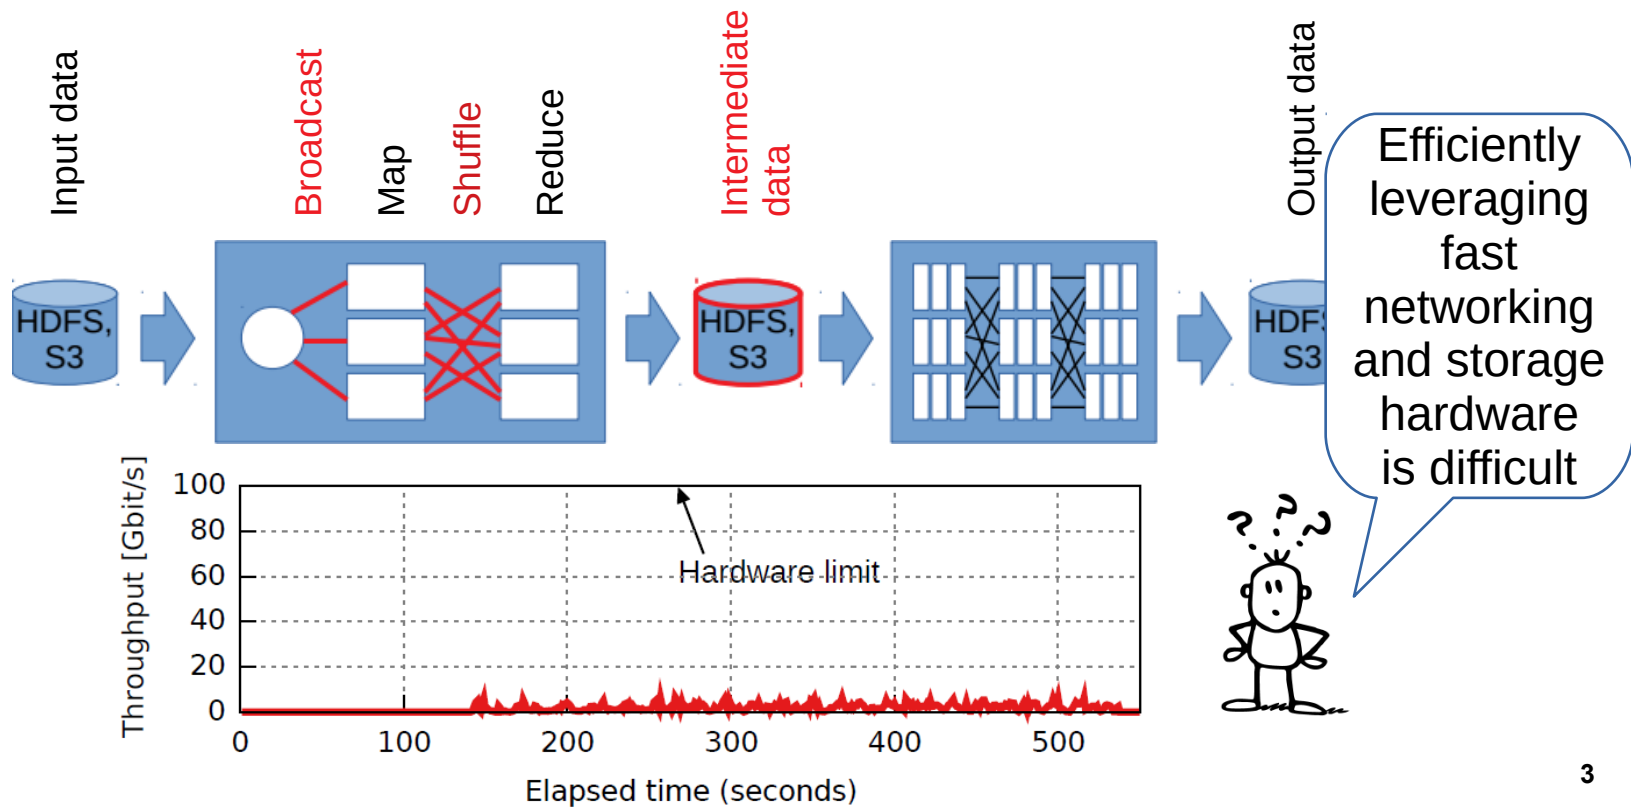 Input data
Broadcast
Map
Shuffle
Reduce
Intermediate
data
Output data
Efficiently
leveraging
fast
networking
and storage
hardware
is difficult
HDFS,
S3
HDFS,
S3
HDFS
S3
Throughput [Gbit/s]
100
80
60
40
20
0
Hardware limit
0
100
200
300
400
500
Elapsed time (seconds)
? ? ?
3